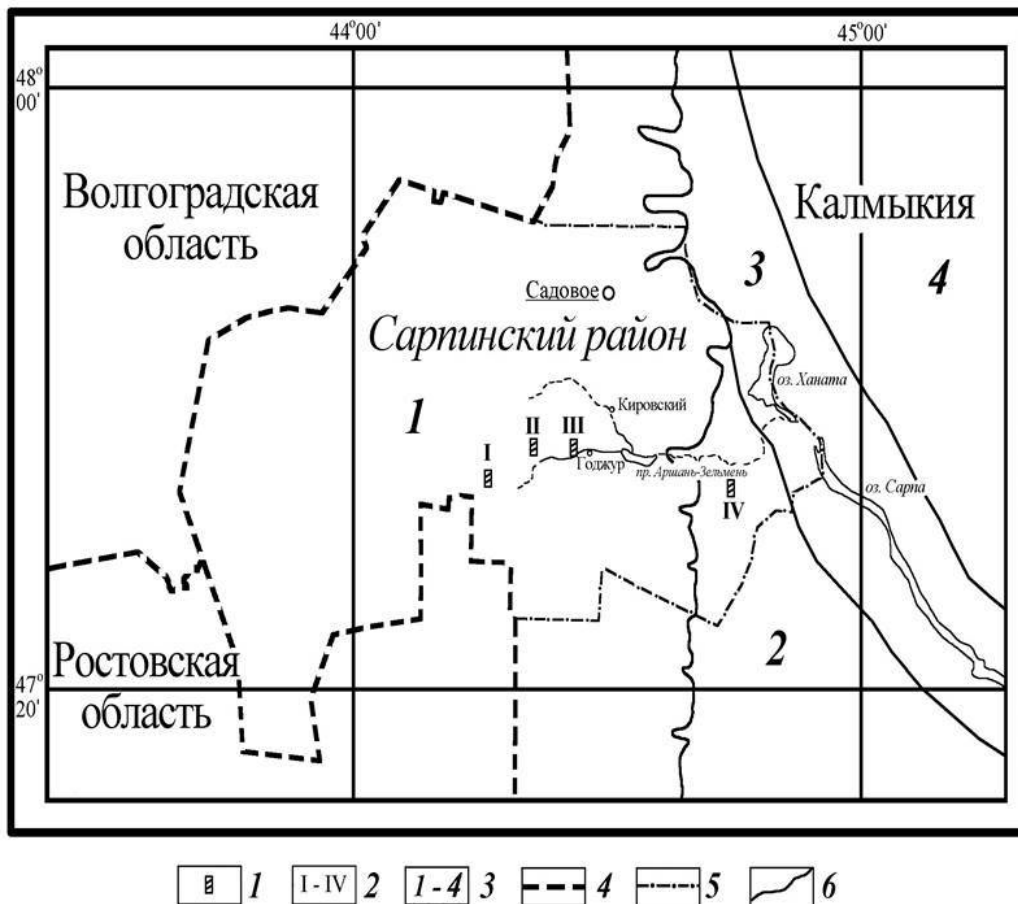 44°00'
45°00'
48°
00'
Волгоградская
область
Калмыкия
3
4
Садовое
Сарпинский район
оз. Ханата
1
Кировский
II
III
I
Годжур
пр. Аршань-Зельмень
оз. Сарпа
IV
2
Ростовская
область
47°
20'
1
I - IV 2
1 - 4 3
4
5
6